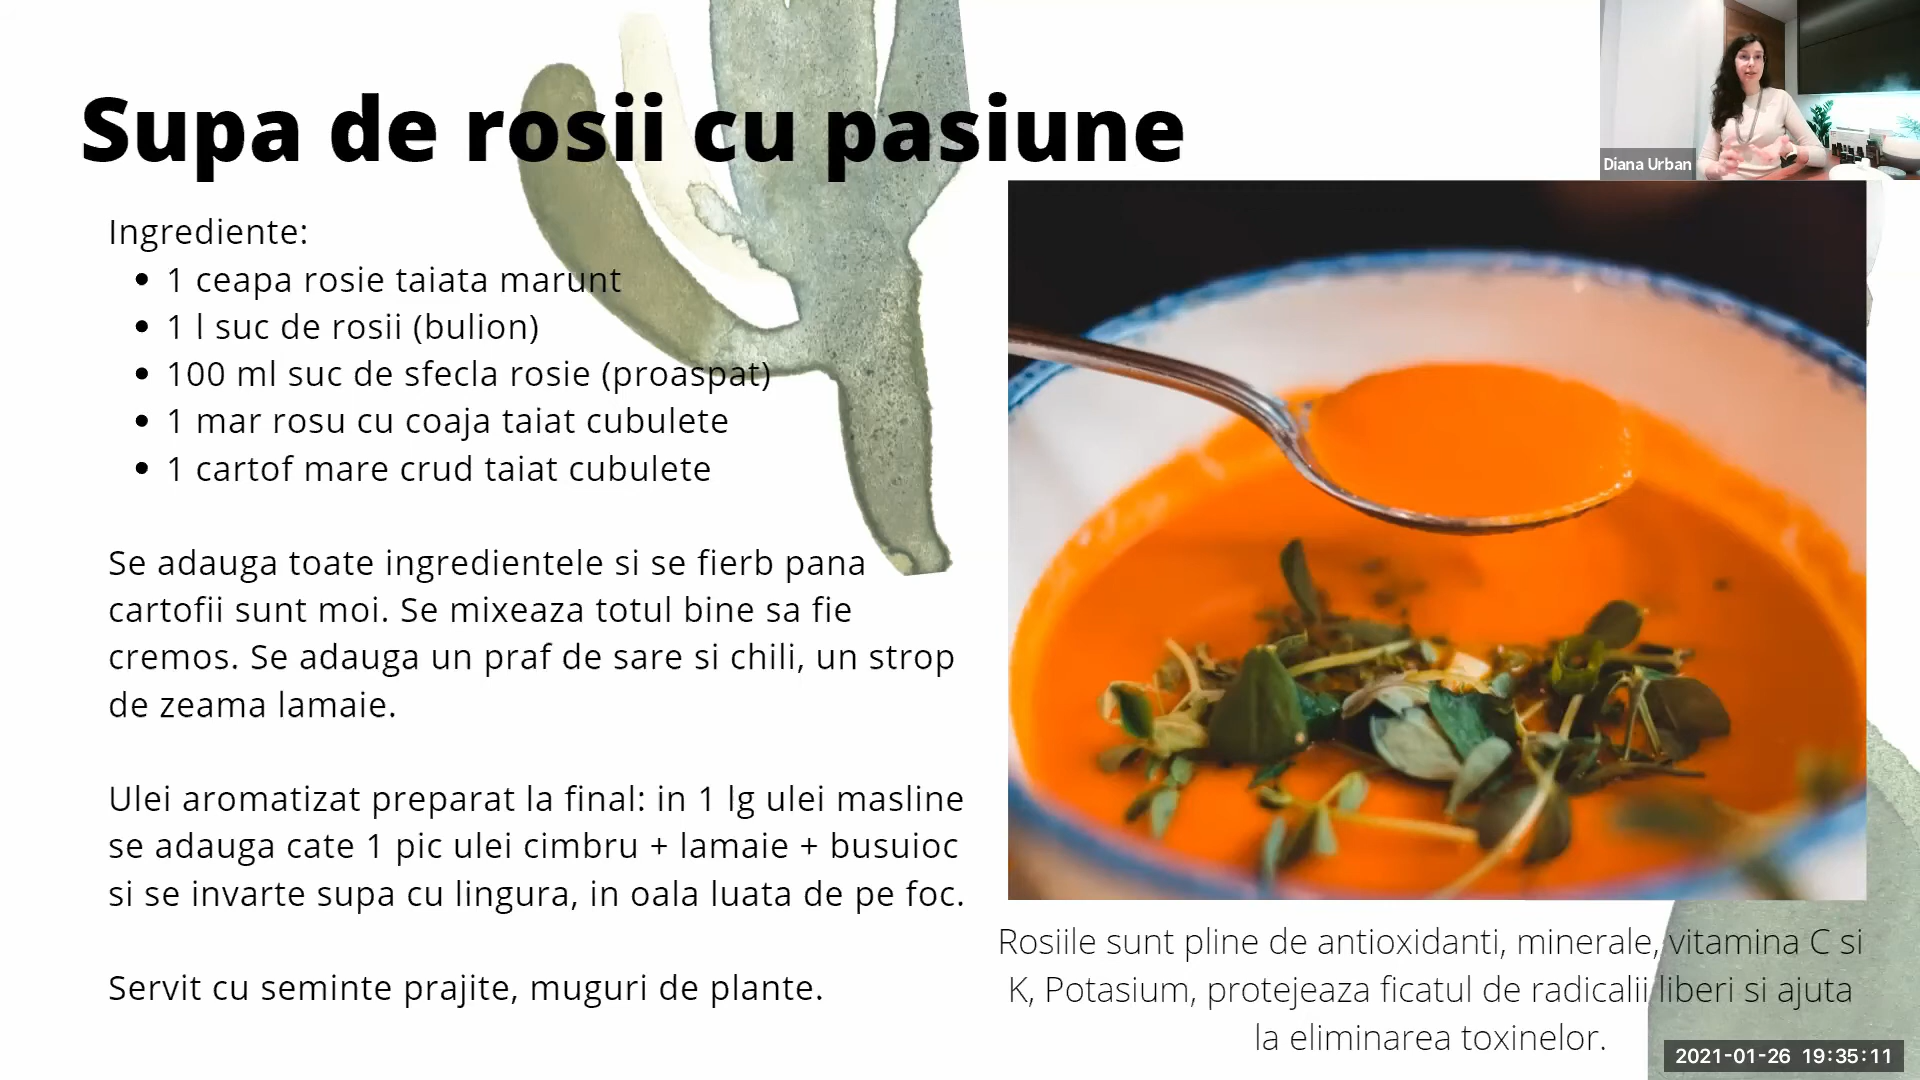 Supa de rosii cu pasiune
Diana Urban
Ingrediente:
• 1 ceapa rosie taiata marunt
• 1 l suc de rosii (bulion)
• 100 ml suc de sfecla rosie (proaspat)
• 1 mar rosu cu coaja taiat cubulete
• 1 cartof mare crud taiat cubulete
Se adauga toate ingredientele si se fierb pana
cartofii sunt moi. Se mixeaza totul bine sa fie
cremos. Se adauga un praf de sare si chili, un strop
de zeama lamaie.
Ulei aromatizat preparat la final: in 1 lg ulei masline
se adauga cate 1 pic ulei cimbru + lamaie + busuioc
si se invarte supa cu lingura, in oala luata de pe foc.
Servit cu seminte prajite, muguri de plante.
Rosiile sunt pline de antioxidanti, minerale, vitamina C si
K, Potasium, protejeaza ficatul de radicalii liberi si ajuta
la eliminarea toxinelor.
2021-01-26 19:35:11